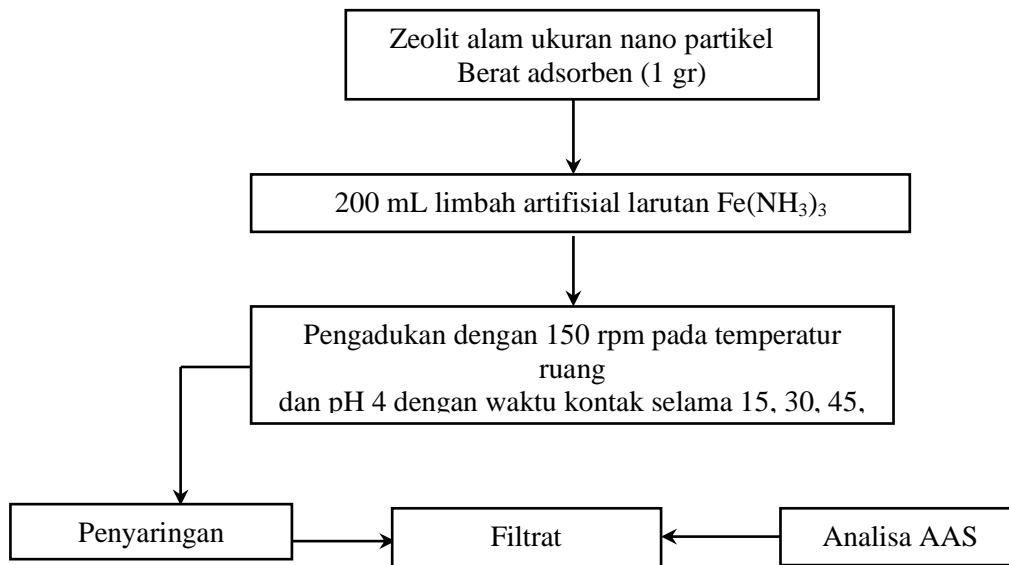 Zeolit alam ukuran nano partikel
Berat adsorben (1 gr)
200 mL limbah artifisial larutan Fe(NH₃)₃
Pengadukan dengan 150 rpm pada temperatur
ruang
dan pH 4 dengan waktu kontak selama 15, 30, 45,
Penyaringan
Filtrat
Analisa AAS